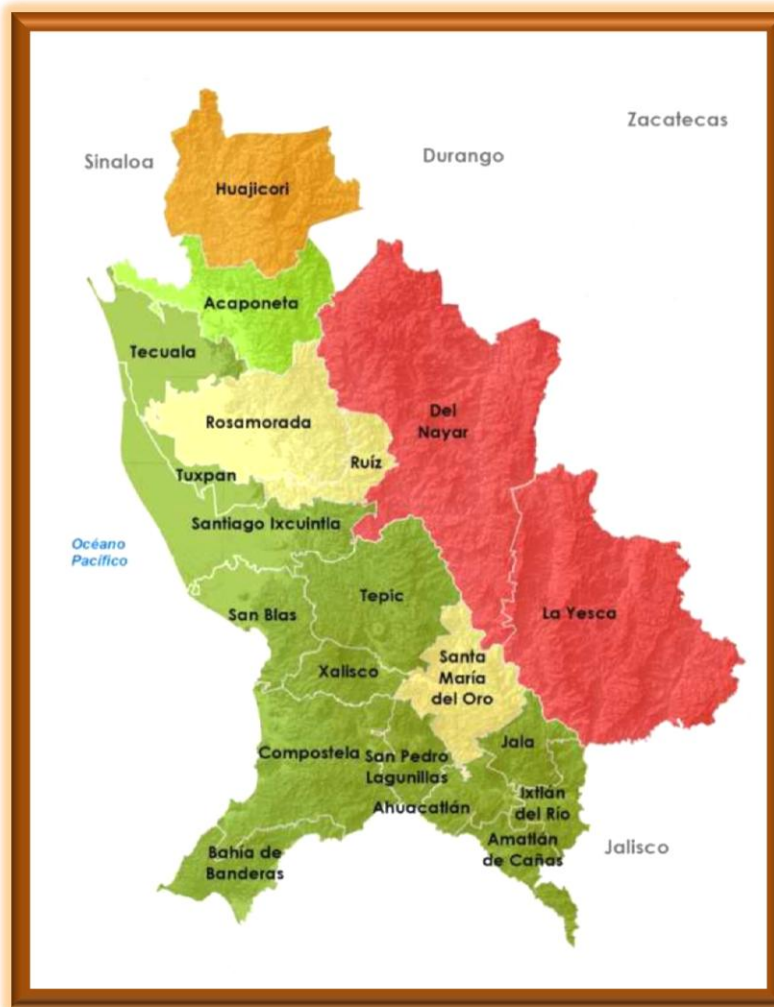 Zacatecas
Sinaloa
Durango
Huajicori
Acaponeta
Tecuala
Rosamorada
Del
Nayar
Ruíz
Tuxpan
Santiago Ixcuintla
Océano
Pacífico
Tepic
San Blas
La Yesca
Santa
María
del Oro
Xalisco
Jala
Compostela
San Pedro
Lagunillas
Ixtlán
del Río
Ahuacatlán
Amatlán
de Cañas
Jalisco
Bahía de
Banderas